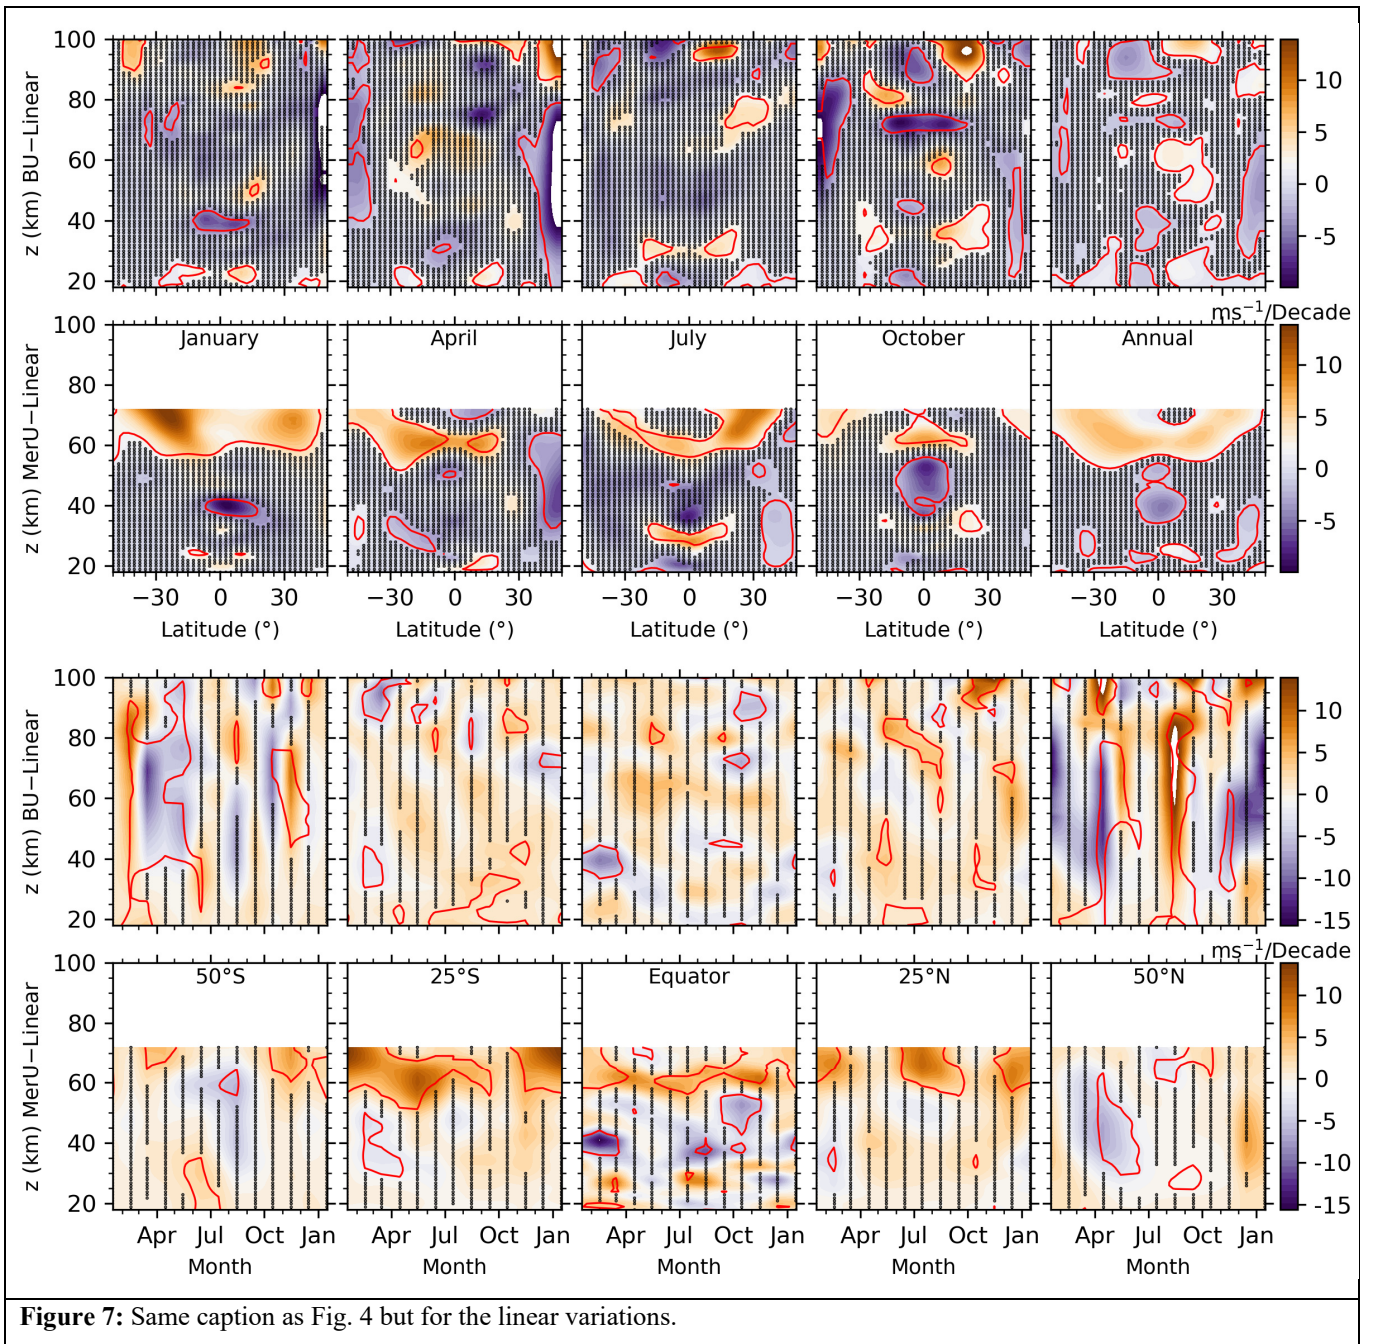 100
80
60
40
20
z (km) BU−Linear
10
5
0
-5
ms−1/Decade
100
80
60
40
20
z (km) MerU−Linear
January
April
July
October
Annual
10
5
0
-5
−30 0 30
−30 0 30
−30 0 30
−30 0 30
−30 0 30
Latitude (°)
Latitude (°)
Latitude (°)
Latitude (°)
Latitude (°)
100
80
60
40
20
z (km) BU−Linear
10
5
0
-5
-10
-15
ms−1/Decade
100
80
60
40
20
z (km) MerU−Linear
50°S
25°S
Equator
25°N
50°N
10
5
0
-5
-10
-15
Apr Jul Oct Jan
Apr Jul Oct Jan
Apr Jul Oct Jan
Apr Jul Oct Jan
Apr Jul Oct Jan
Month
Month
Month
Month
Month
Figure 7: Same caption as Fig. 4 but for the linear variations.